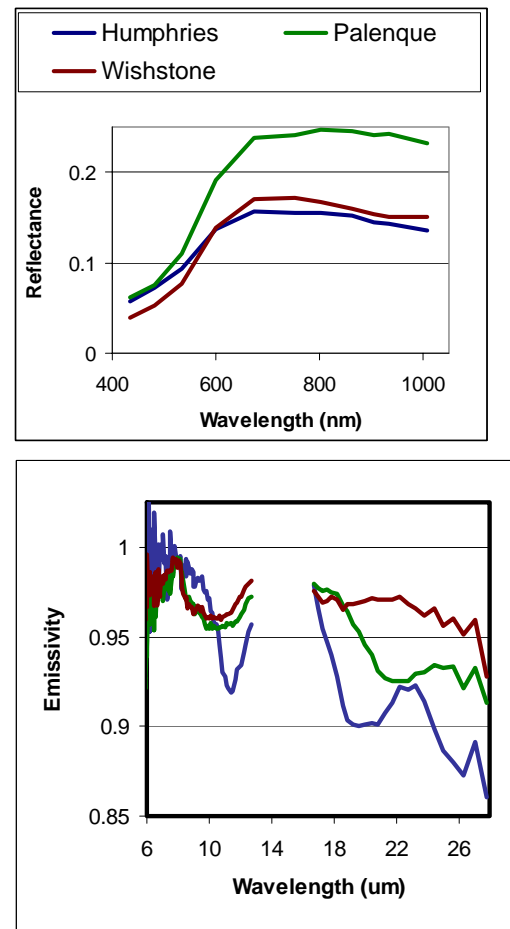 Humphries Palenque
Wishstone
0.2
0.1
0
Reflectance
400 600 800 1000
Wavelength (nm)
1
0.95
0.9
0.85
Emissivity
6 10 14 18 22 26
Wavelength (um)